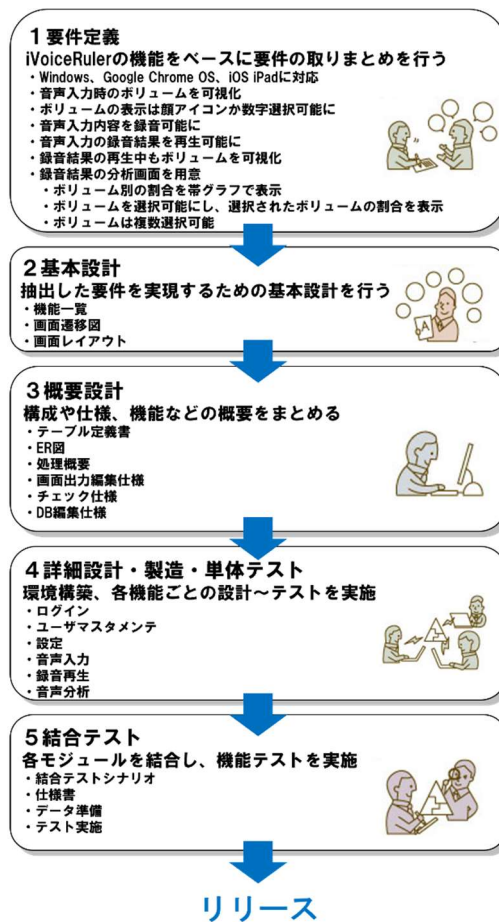 1要件定義
iVoiceRulerの機能をベースに要件の取りまとめを行う
・Windows、Google Chrome OS、iOS iPadに対応
・音声入力時のボリュームを可視化
・ボリュームの表示は顔アイコンか数字選択可能に
・音声入力内容を録音可能に
・音声入力の録音結果を再生可能に
・録音結果の再生中もボリュームを可視化
・録音結果の分析画面を用意
・ボリューム別の割合を帯グラフで表示
・ボリュームを選択可能にし、選択されたボリュームの割合を表示
・ボリュームは複数選択可能
2基本設計
抽出した要件を実現するための基本設計を行う
・機能一覧
・画面遷移図
・画面レイアウト
A
3概要設計
構成や仕様、機能などの概要をまとめる
・テーブル定義書
・ER図
・処理概要
・画面出力編集仕様
・チェック仕様
・DB編集仕様
4詳細設計・製造・単体テスト
環境構築、各機能ごとの設計～テストを実施
・ログイン
・ユーザマスタメンテ
・設定
・音声入力
・録音再生
・音声分析
5結合テスト
各モジュールを結合し、機能テストを実施
・結合テストシナリオ
・仕様書
・データ準備
・テスト実施
リリース